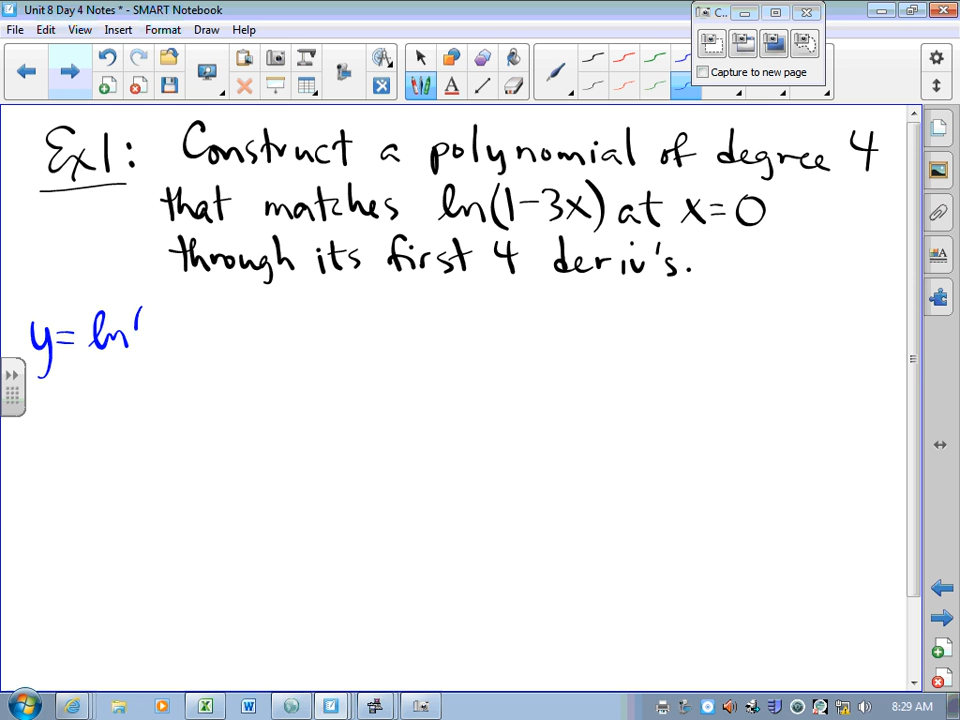 Unit 8 Day 4 Notes * - SMART Notebook
C..
File Edit View Insert Format Draw Help
Capture to new page
Ex1: Construct a polynomial of degree 4
that matches ln(1-3x) at x=0
through its first 4 deriv's.
y= ln(
8:29 AM